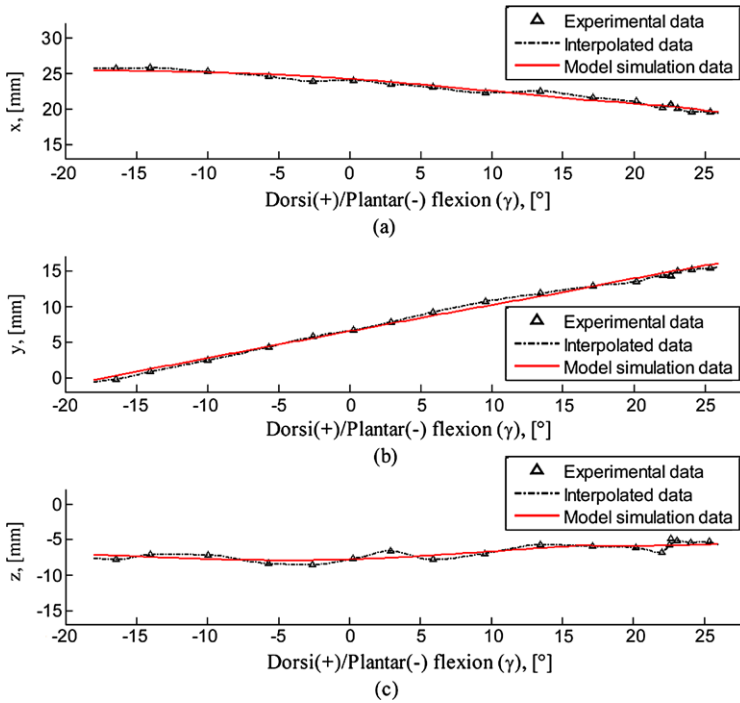 Experimental data
Interpolated data
Model simulation data
30
25
20
15
x, [mm]
-20 -15 -10 -5 0 5 10 15 20 25
Dorsi(+)/Plantar(-) flexion (γ), [°]
(a)
15
10
5
0
y, [mm]
Experimental data
Interpolated data
Model simulation data
-20 -15 -10 -5 0 5 10 15 20 25
Dorsi(+)/Plantar(-) flexion (γ), [°]
(b)
Experimental data
Interpolated data
Model simulation data
0
-5
-10
-15
z, [mm]
-20 -15 -10 -5 0 5 10 15 20 25
Dorsi(+)/Plantar(-) flexion (γ), [°]
(c)